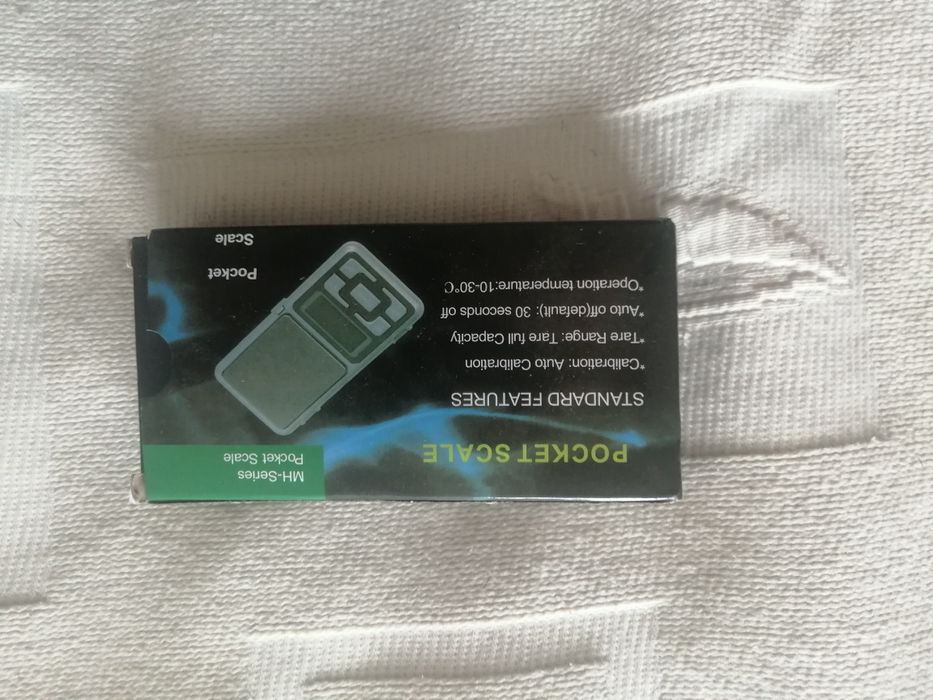 POCKET SCALE
STANDARD FEATURES
*Calibration: Auto Calibration
*Tare Range: Tare full Capacity
*Auto off(default): 30 seconds off
*Operation temperature:10-30°C
MH-Series
Pocket Scale
Pocket
Scale